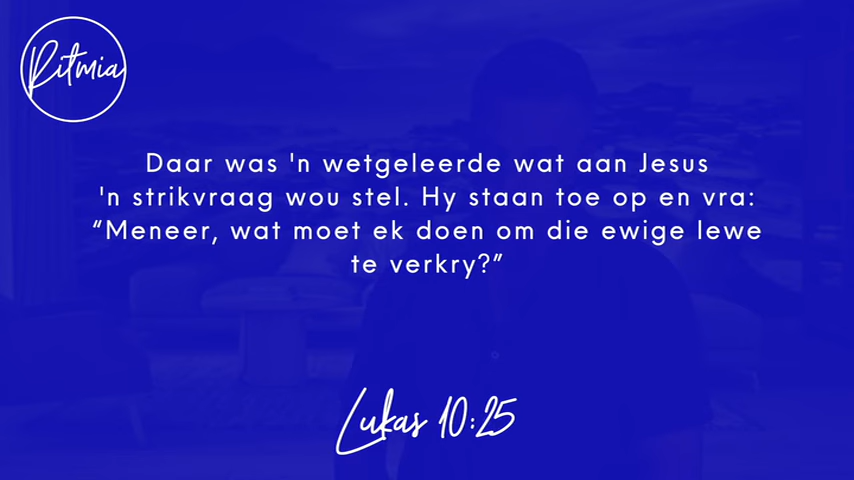 Ritmia
Daar was 'n wetgeleerde wat aan Jesus
'n strikvraag wou stel. Hy staan toe op en vra:
“Meneer, wat moet ek doen om die ewige lewe
te verkry?”
Lukas 10:25